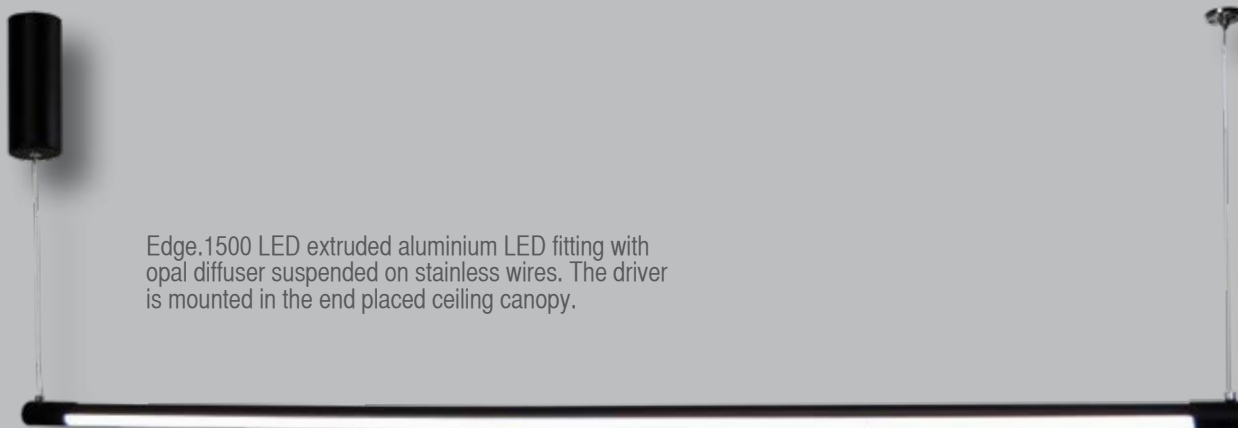 Edge.1500 LED extruded aluminium LED fitting with
opal diffuser suspended on stainless wires. The driver
is mounted in the end placed ceiling canopy.